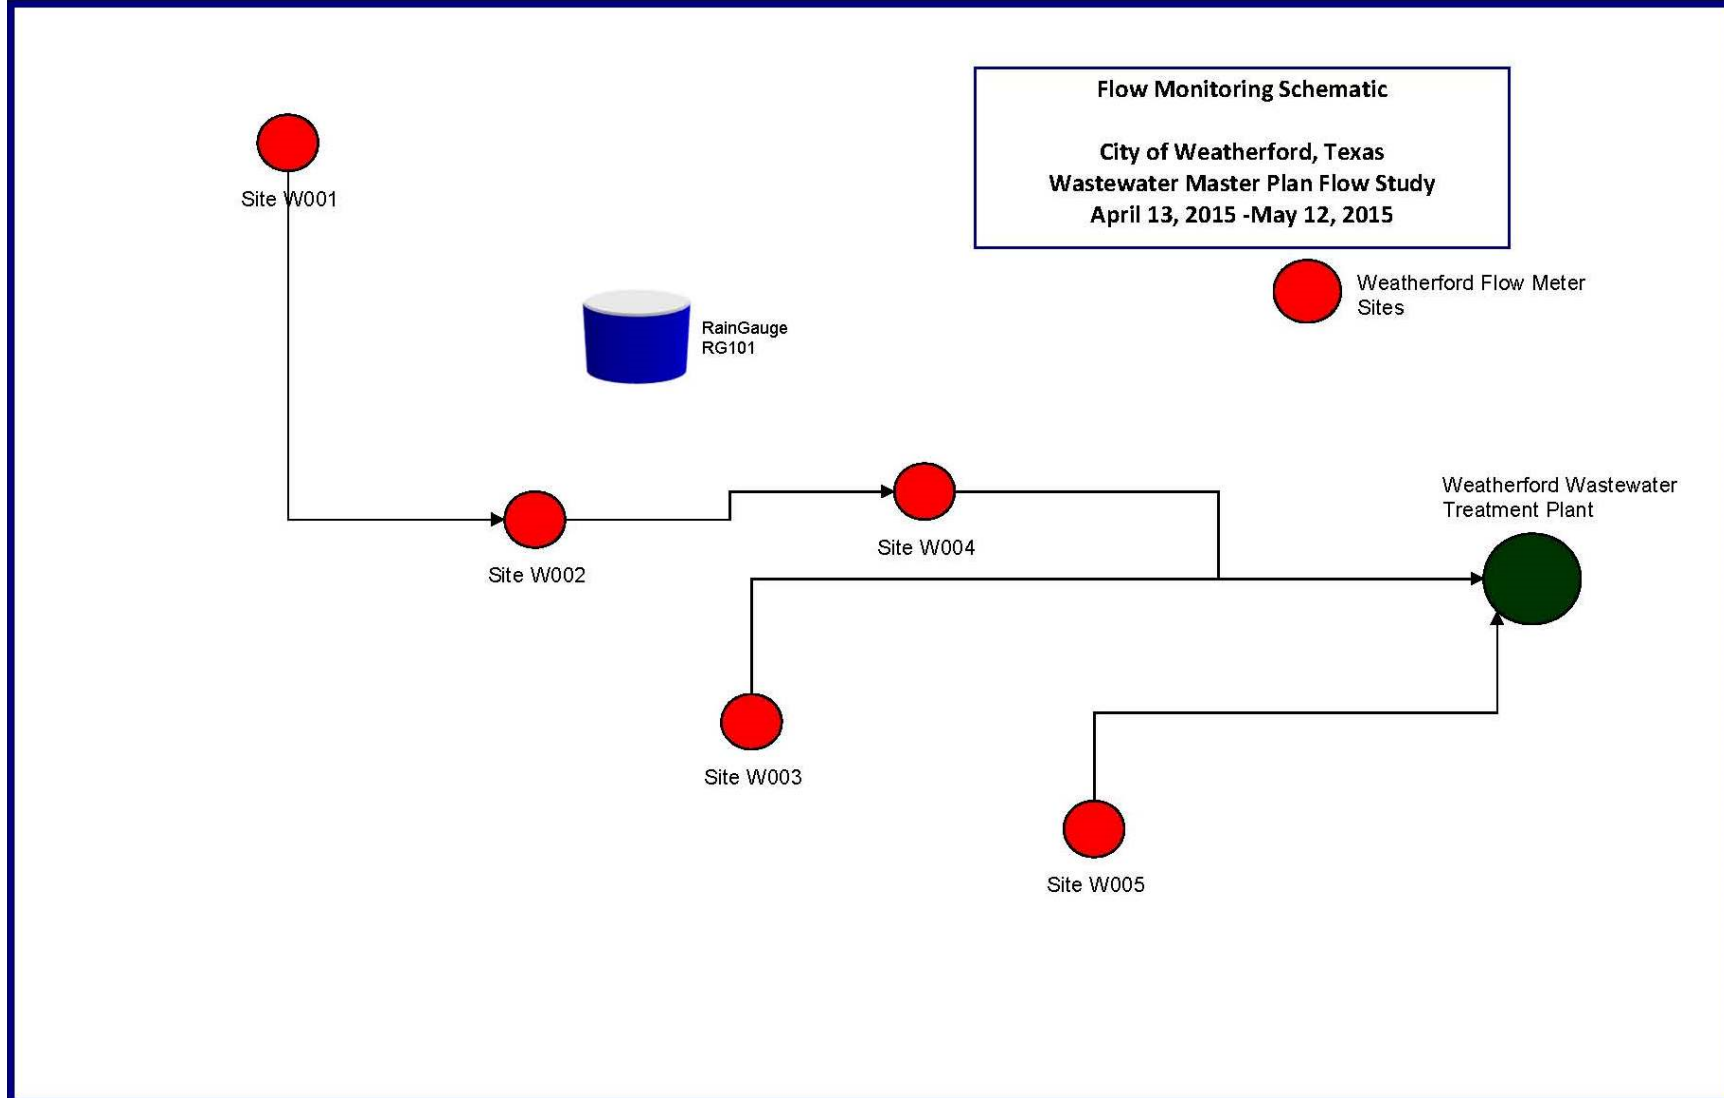 Flow Monitoring Schematic
City of Weatherford, Texas
Wastewater Master Plan Flow Study
April 13, 2015 -May 12, 2015
Site W001
Weatherford Flow Meter
Sites
RainGauge
RG101
Weatherford Wastewater
Treatment Plant
Site W004
Site W002
Site W003
Site W005